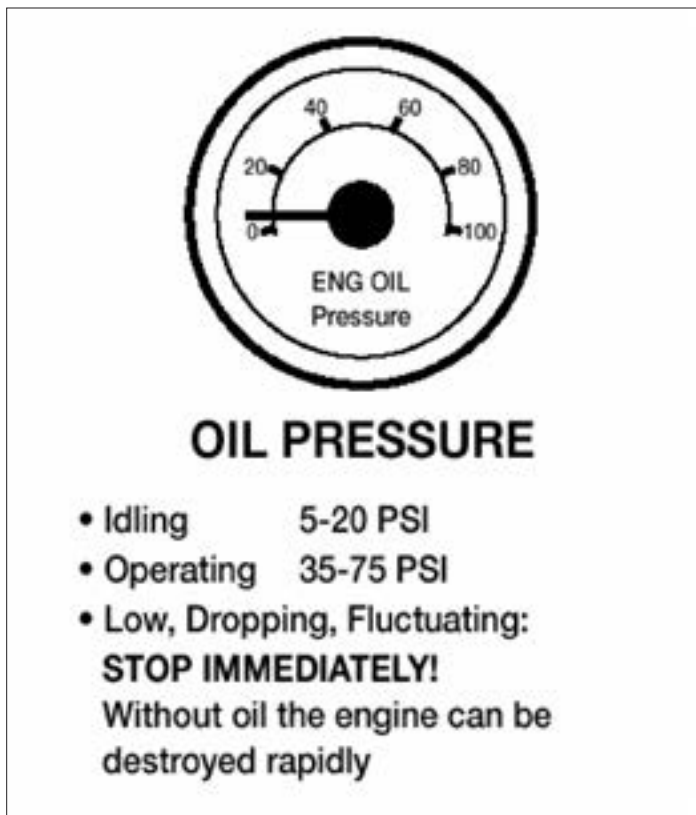 40 60
20 80
0 100
ENG OIL
Pressure
OIL PRESSURE
• Idling 5-20 PSI
• Operating 35-75 PSI
• Low, Dropping, Fluctuating:
STOP IMMEDIATELY!
Without oil the engine can be
destroyed rapidly